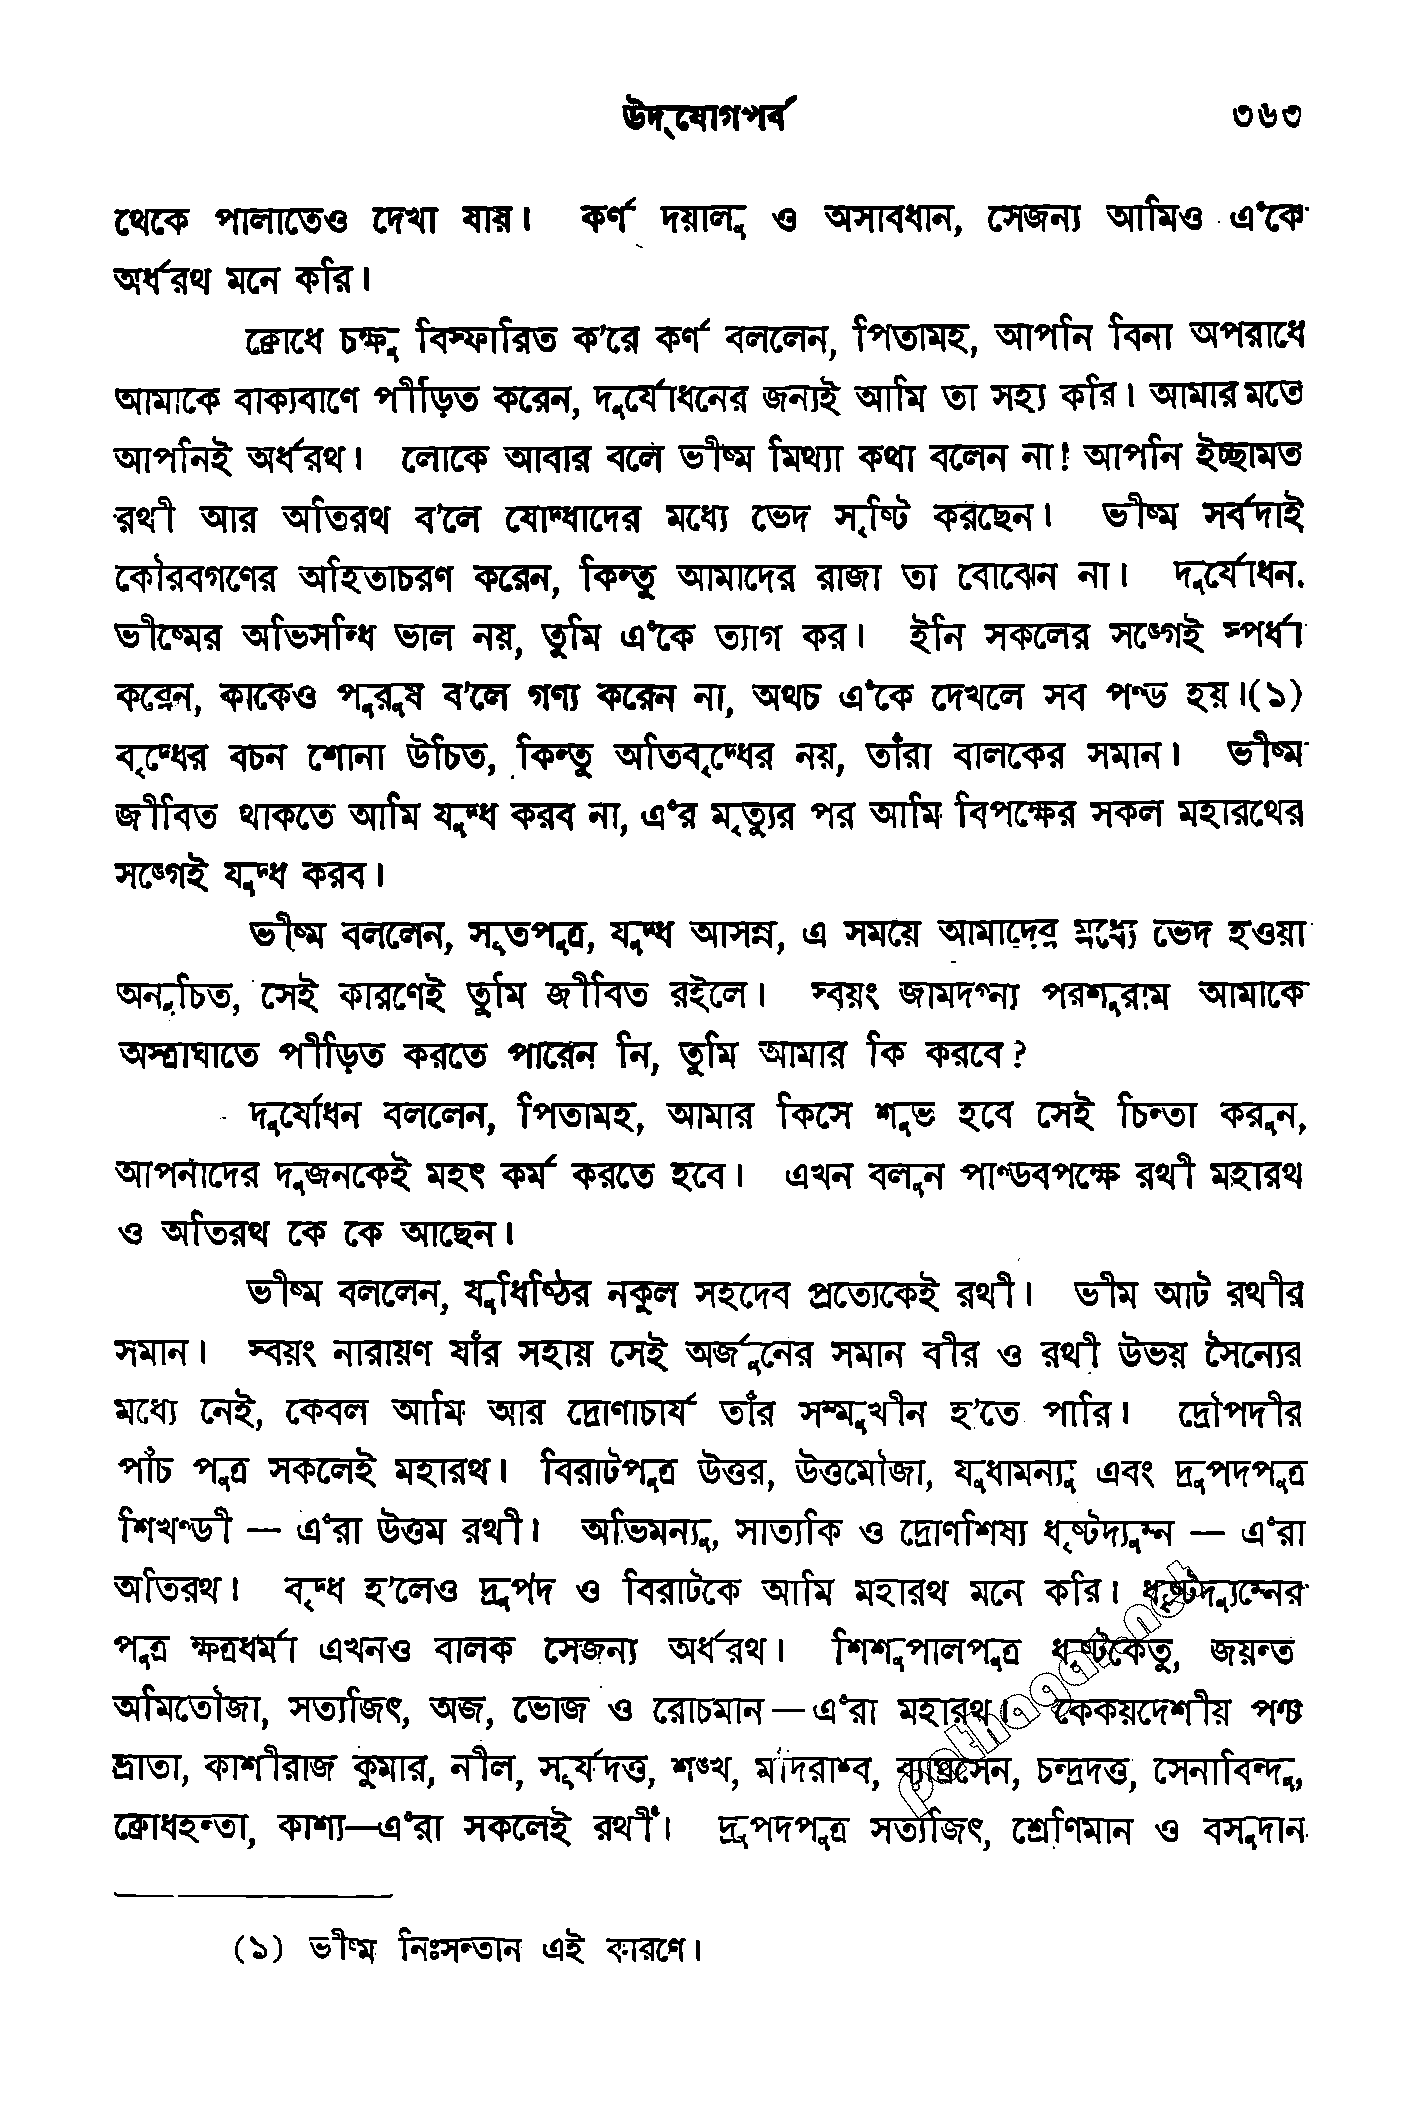 উদ্‌যোগপর্ব ৩৬৩
থেকে পালাতেও দেখা যায়। কর্ণ দয়ালু ও অসাবধান, সেজন্য আমিও এঁকে
অর্ধরথ মনে করি।
ক্রোধে চক্ষু বিস্ফারিত ক'রে কর্ণ বললেন, পিতামহ, আপনি বিনা অপরাধে
আমাকে বাক্যবাণে পীড়িত করেন, দুর্যোধনের জন্যই আমি তা সহ্য করি। আমার মতে
আপনিই অর্ধরথ। লোকে আবার বলে ভীষ্ম মিথ্যা কথা বলেন না! আপনি ইচ্ছামত
রথী আর অতিরথ ব'লে যোদ্ধাদের মধ্যে ভেদ সৃষ্টি করছেন। ভীষ্ম সর্বদাই
কৌরবগণের অহিতাচরণ করেন, কিন্তু আমাদের রাজা তা বোঝেন না। দুর্যোধন.
ভীষ্মের অভিসন্ধি ভাল নয়, তুমি এঁকে ত্যাগ কর। ইনি সকলের সঙ্গেই স্পর্ধা
করেন, কাকেও পুরুষ ব'লে গণ্য করেন না, অথচ এঁকে দেখলে সব পণ্ড হয়।(১)
বৃদ্ধের বচন শোনা উচিত, কিন্তু অতিবৃদ্ধের নয়, তাঁরা বালকের সমান। ভীষ্ম
জীবিত থাকতে আমি যুদ্ধ করব না, এঁর মৃত্যুর পর আমি বিপক্ষের সকল মহারথের
সঙ্গেই যুদ্ধ করব।
ভীষ্ম বললেন, সূতপুত্র, যুদ্ধ আসন্ন, এ সময়ে আমাদের মধ্যে ভেদ হওয়া
অনুচিত, সেই কারণেই তুমি জীবিত রইলে। স্বয়ং জামদগ্ন্য পরশুরাম আমাকে
অস্ত্রাঘাতে পীড়িত করতে পারেন নি, তুমি আমার কি করবে?
দুর্যোধন বললেন, পিতামহ, আমার কিসে শুভ হবে সেই চিন্তা করুন,
আপনাদের দুজনকেই মহৎ কর্ম করতে হবে। এখন বলুন পাণ্ডবপক্ষে রথী মহারথ
ও অতিরথ কে কে আছেন।
ভীষ্ম বললেন, যুধিষ্ঠির নকুল সহদেব প্রত্যেকেই রথী। ভীম আট রথীর
সমান। স্বয়ং নারায়ণ যাঁর সহায় সেই অর্জুনের সমান বীর ও রথী উভয় সৈন্যের
মধ্যে নেই, কেবল আমি আর দ্রোণাচার্য তাঁর সম্মুখীন হ'তে পারি। দ্রৌপদীর
পাঁচ পুত্র সকলেই মহারথ। বিরাটপুত্র উত্তর, উত্তমৌজা, যুধামন্যু এবং দ্রুপদপুত্র
শিখণ্ডী — এঁরা উত্তম রথী। অভিমন্যু, সাত্যকি ও দ্রোণশিষ্য ধৃষ্টদ্যুম্ন — এঁরা
অতিরথ। বৃদ্ধ হ'লেও দ্রুপদ ও বিরাটকে আমি মহারথ মনে করি। ধৃষ্টদ্যুম্নের
পুত্র ক্ষত্রধর্মা এখনও বালক সেজন্য অর্ধরথ। শিশুপালপুত্র ধৃষ্টকেতু, জয়ন্ত
অমিতৌজা, সত্যজিৎ, অজ, ভোজ ও রোচমান—এঁরা মহারথ। কেকয়দেশীয় পঞ্চ
ভ্রাতা, কাশীরাজ কুমার, নীল, সূর্যদত্ত, শঙ্খ, মদিরাশ্ব, ব্যাঘ্রসেন, চন্দ্রদত্ত, সেনাবিন্দু,
ক্রোধহন্তা, কাশ্য—এঁরা সকলেই রথী। দ্রুপদপুত্র সত্যজিৎ, শ্রেণিমান ও বসুদান
(১) ভীষ্ম নিঃসন্তান এই কারণে।
pathagar.net